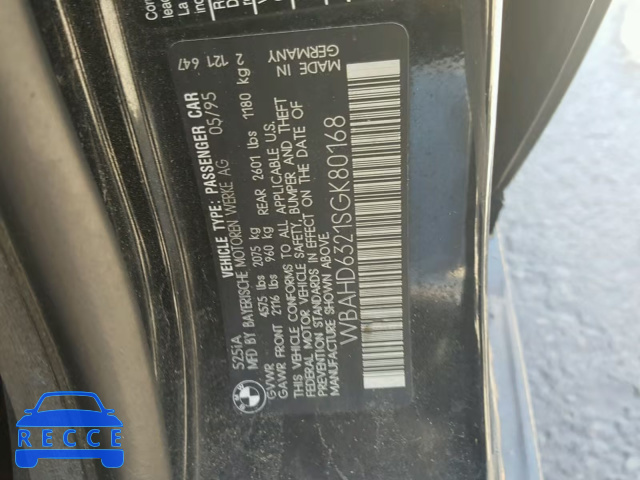 525iA
VEHICLE TYPE: PASSENGER CAR
MFD BY BAYERISCHE MOTOREN WERKE AG 05/95
GVWR 4575 lbs 2075 kg
GAWR FRONT 2116 lbs 960 kg REAR 2601 lbs 1180 kg
THIS VEHICLE CONFORMS TO ALL APPLICABLE U.S.
FEDERAL MOTOR VEHICLE SAFETY, BUMPER AND THEFT
PREVENTION STANDARDS IN EFFECT ON THE DATE OF
MANUFACTURE SHOWN ABOVE.
WBAHD6321SGK80168
2 121 647
MADE IN
GERMANY
BMW
RECCE